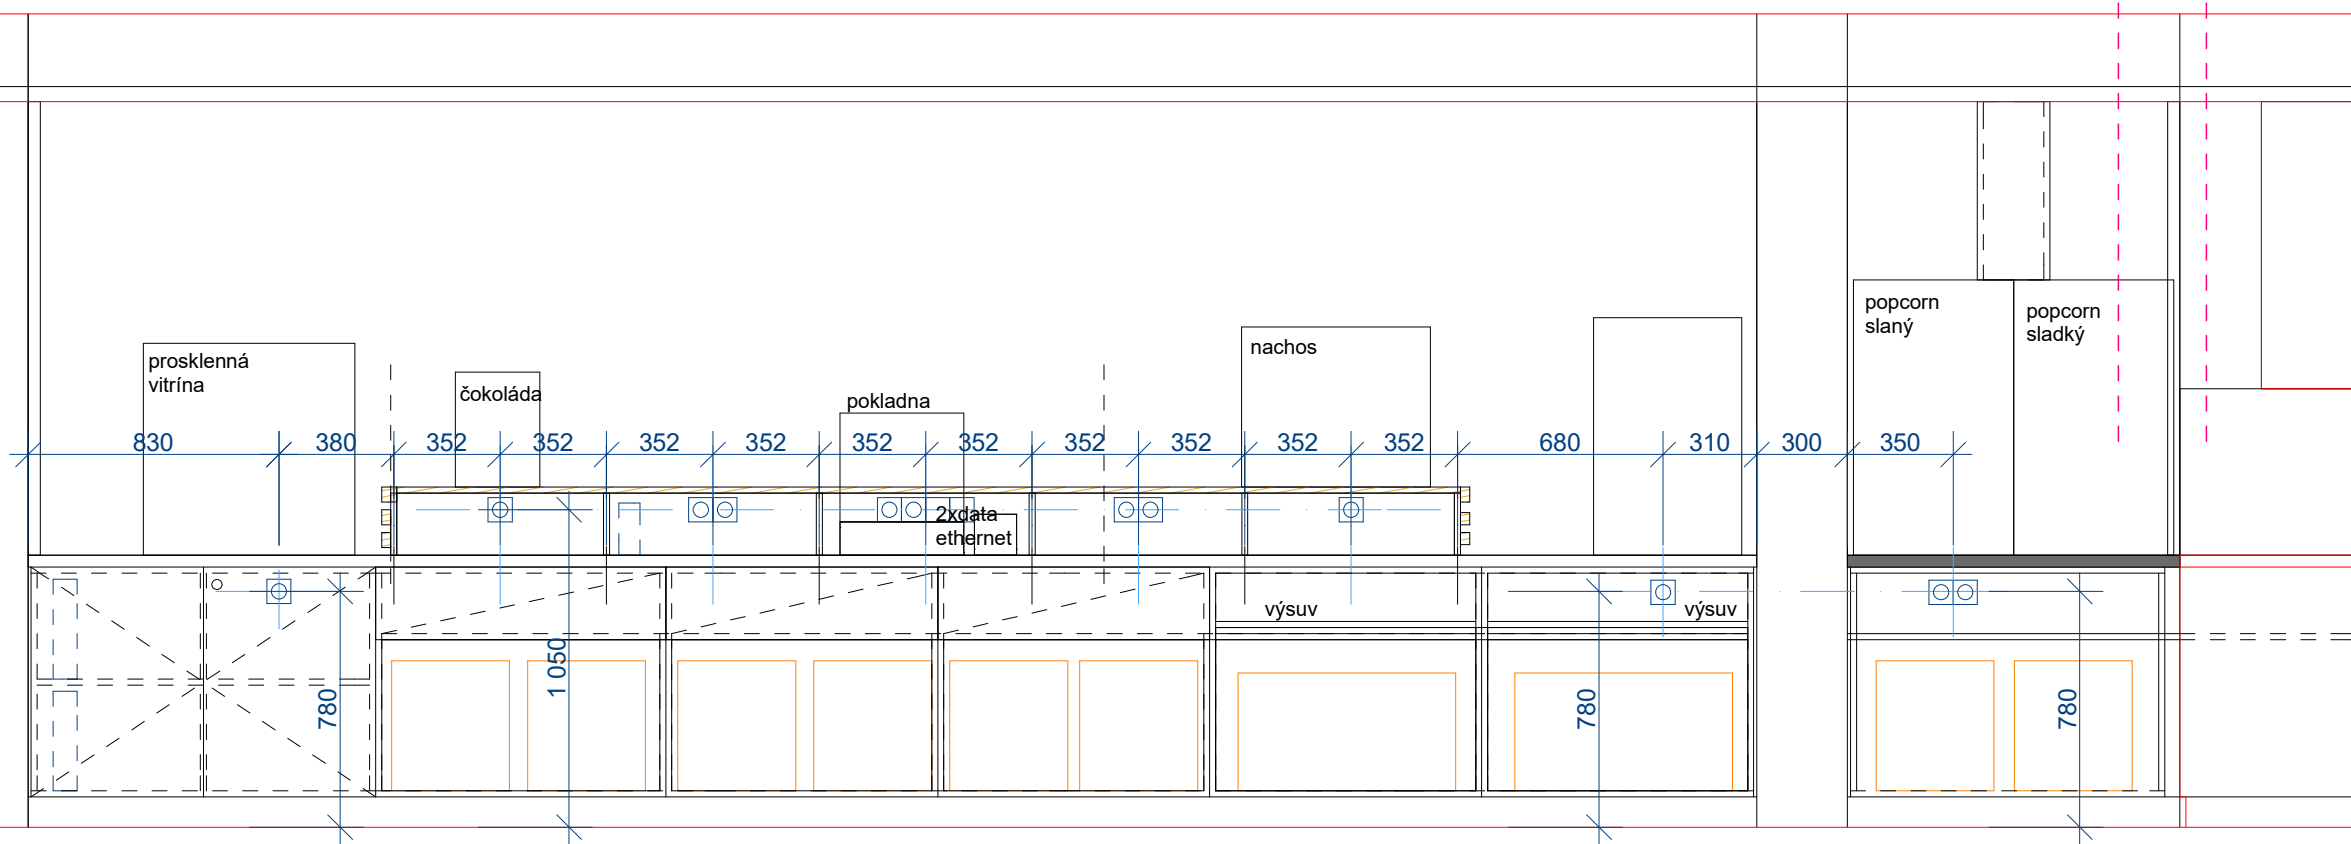 popcorn
slaný
popcorn
sladký
nachos
prosklenná
vitrína
čokoláda
pokladna
830
380
352
352
352
352
352
352
352
352
352
352
680
310
300
350
2xdata
ethernet
výsuv
výsuv
1 050
780
780
780